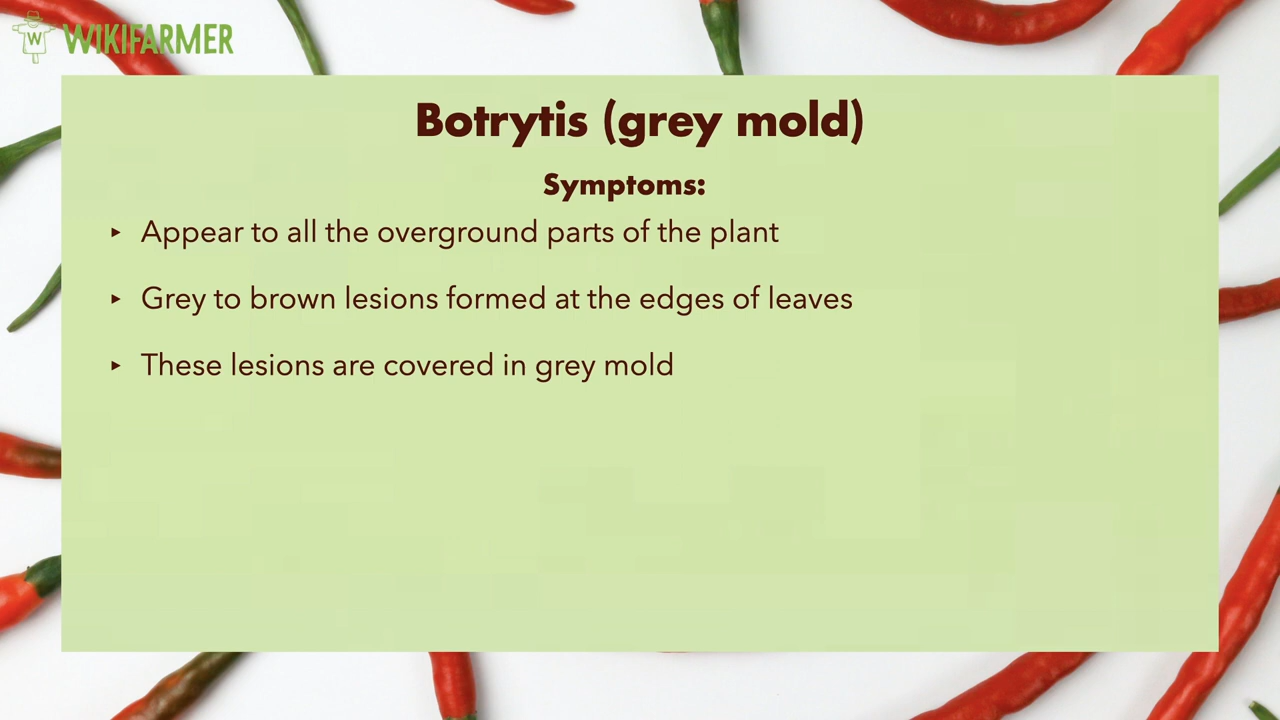 WIKIFARMER
Botrytis (grey mold)
Symptoms:
‣ Appear to all the overground parts of the plant
‣ Grey to brown lesions formed at the edges of leaves
‣ These lesions are covered in grey mold